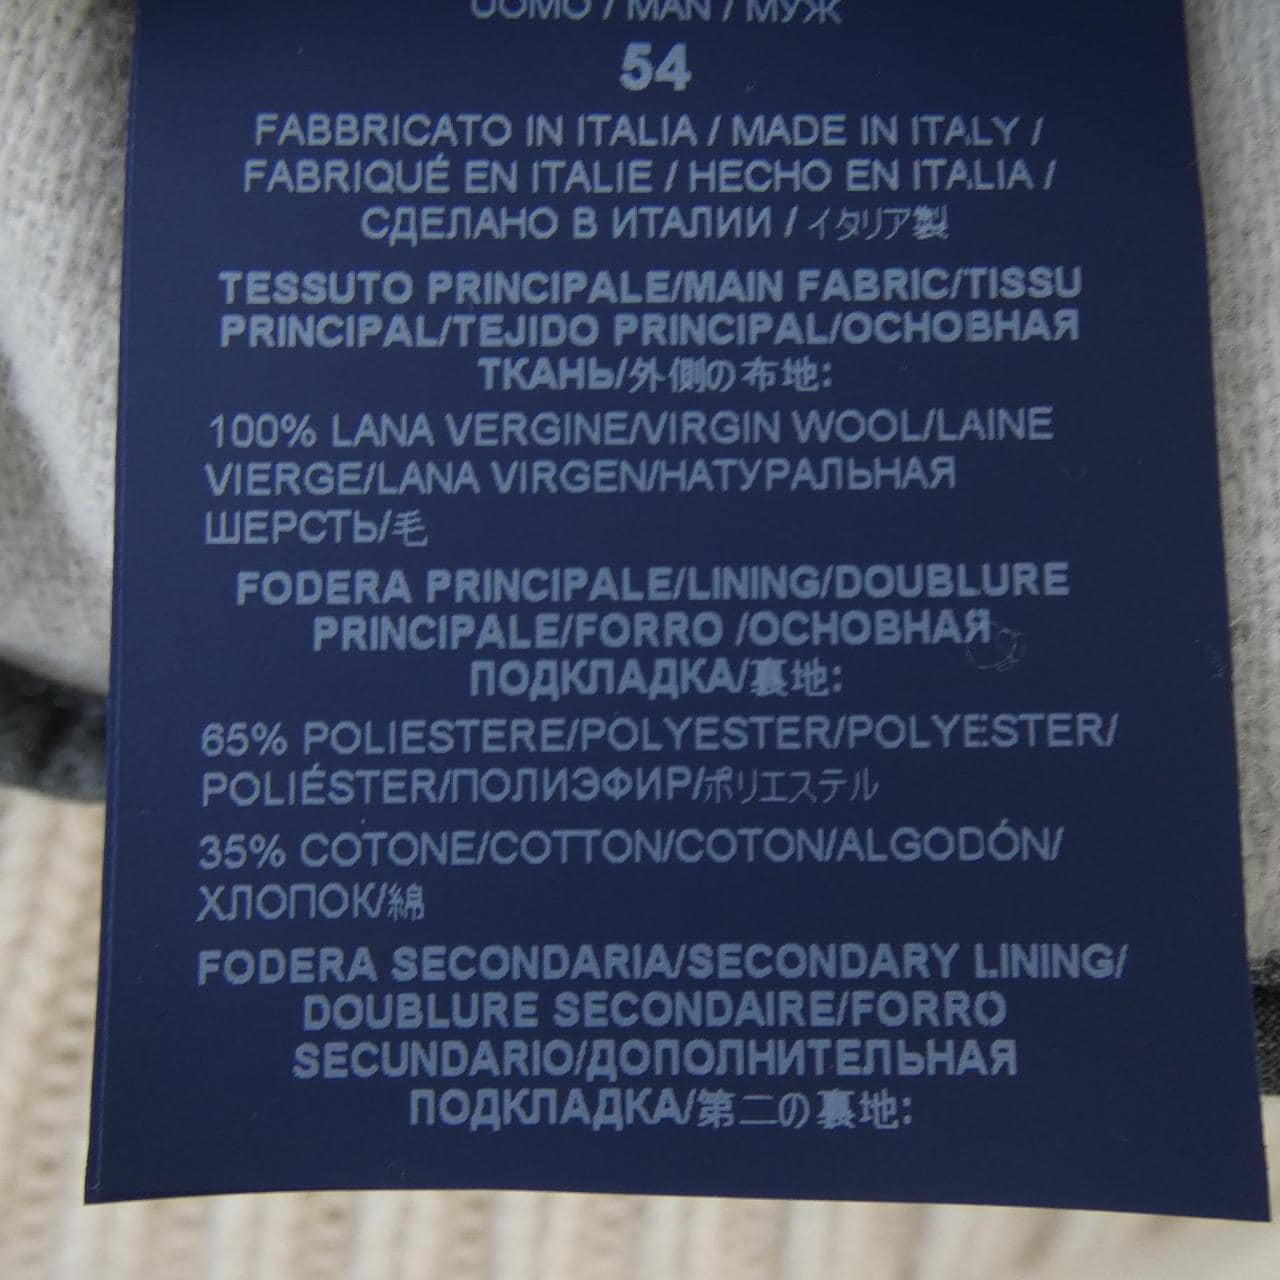 UOMO / MAN / МУЖ
54
FABBRICATO IN ITALIA / MADE IN ITALY /
FABRIQUÉ EN ITALIE / HECHO EN ITALIA /
СДЕЛАНО В ИТАЛИИ / イタリア製
TESSUTO PRINCIPALE/MAIN FABRIC/TISSU
PRINCIPAL/TEJIDO PRINCIPAL/ОСНОВНАЯ
ТКАНЬ/外側の布地:
100% LANA VERGINE/VIRGIN WOOL/LAINE
VIERGE/LANA VIRGEN/НАТУРАЛЬНАЯ
ШЕРСТЬ/毛
FODERA PRINCIPALE/LINING/DOUBLURE
PRINCIPALE/FORRO /ОСНОВНАЯ
ПОДКЛАДКА/裏地:
65% POLIESTERE/POLYESTER/POLYESTER/
POLIÉSTER/ПОЛИЭФИР/ポリエステル
35% COTONE/COTTON/COTON/ALGODÓN/
ХЛОПОК/綿
FODERA SECONDARIA/SECONDARY LINING/
DOUBLURE SECONDAIRE/FORRO
SECUNDARIO/ДОПОЛНИТЕЛЬНАЯ
ПОДКЛАДКА/第二の裏地: